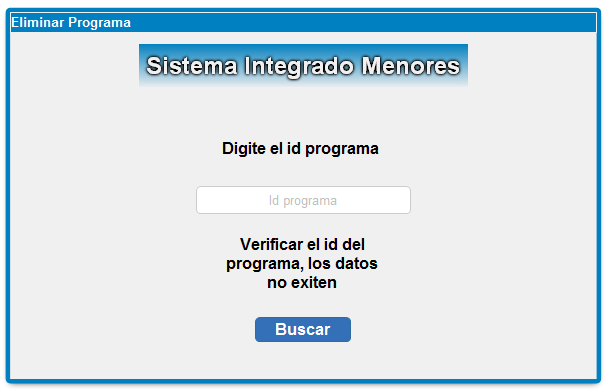 Eliminar Programa
Sistema Integrado Menores
Digite el id programa
Id programa
Verificar el id del
programa, los datos
no exiten
Buscar